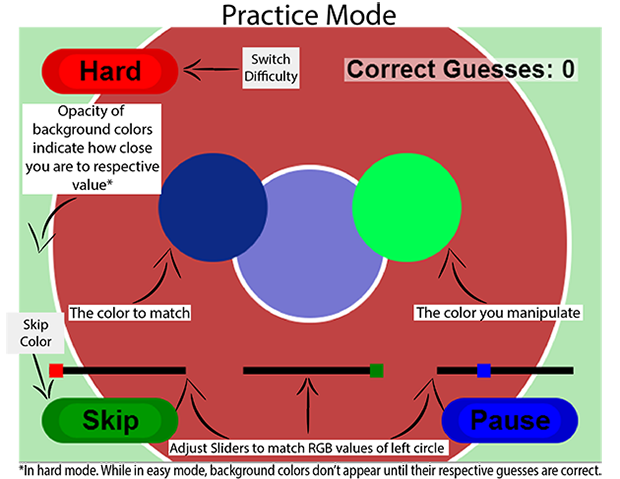 Practice Mode
Hard
Switch
Difficulty
Correct Guesses: 0
Opacity of
background colors
indicate how close
you are to respective
value*
The color to match
The color you manipulate
Skip
Color
Skip
Pause
Adjust Sliders to match RGB values of left circle
*In hard mode. While in easy mode, background colors don't appear until their respective guesses are correct.